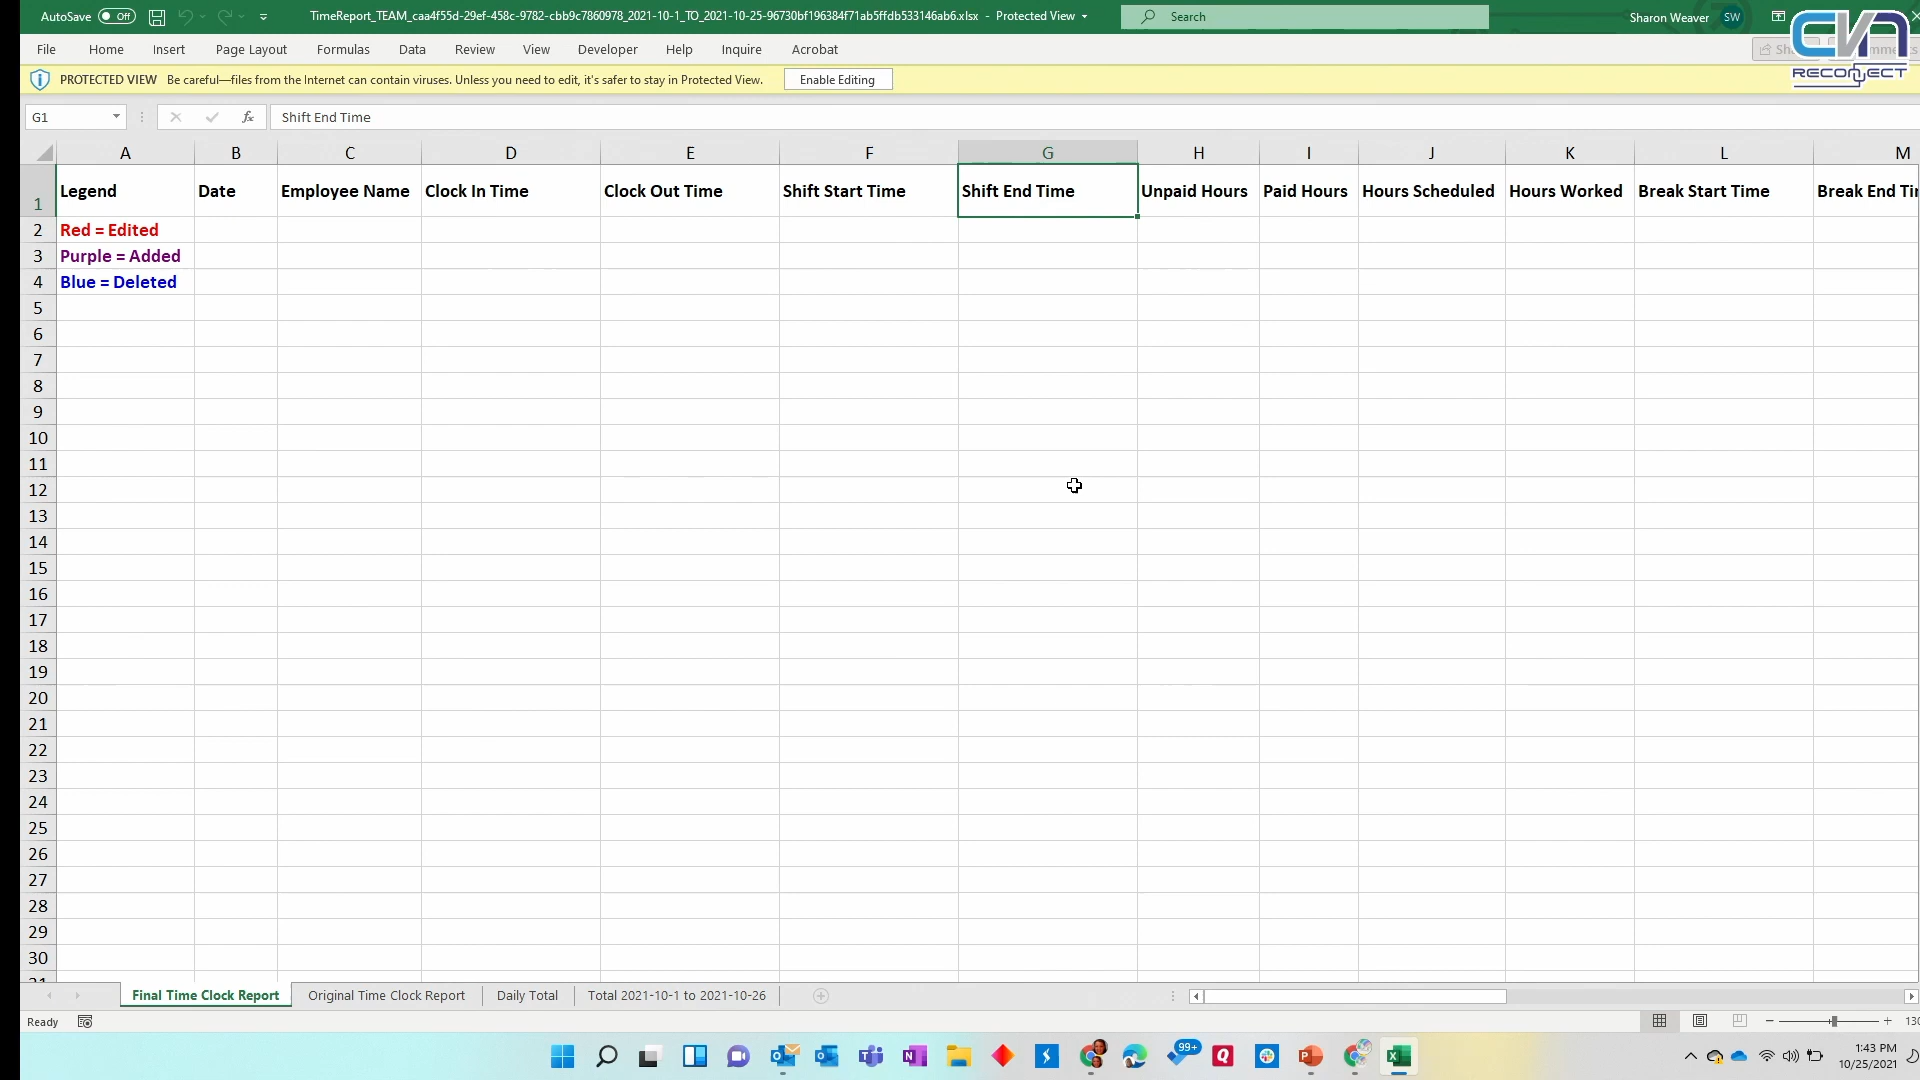 AutoSave Off TimeReport_TEAM_caa4f55d-29ef-458c-9782-cbb9c7860978_2021-10-1_TO_2021-10-25-96730bf196384f71ab5ffdb533146ab6.xlsx - Protected View Search Sharon Weaver SW
CVN
RECONNECT
File Home Insert Page Layout Formulas Data Review View Developer Help Inquire Acrobat
PROTECTED VIEW Be careful—files from the Internet can contain viruses. Unless you need to edit, it's safer to stay in Protected View. Enable Editing
G1 fx Shift End Time
A B C D E F G H I J K L M
1 Legend Date Employee Name Clock In Time Clock Out Time Shift Start Time Shift End Time Unpaid Hours Paid Hours Hours Scheduled Hours Worked Break Start Time Break End Ti
2 Red = Edited
3 Purple = Added
4 Blue = Deleted
5
6
7
8
9
10
11
12
13
14
15
16
17
18
19
20
21
22
23
24
25
26
27
28
29
30
Final Time Clock Report Original Time Clock Report Daily Total Total 2021-10-1 to 2021-10-26
Ready 130
99+
1:43 PM
10/25/2021